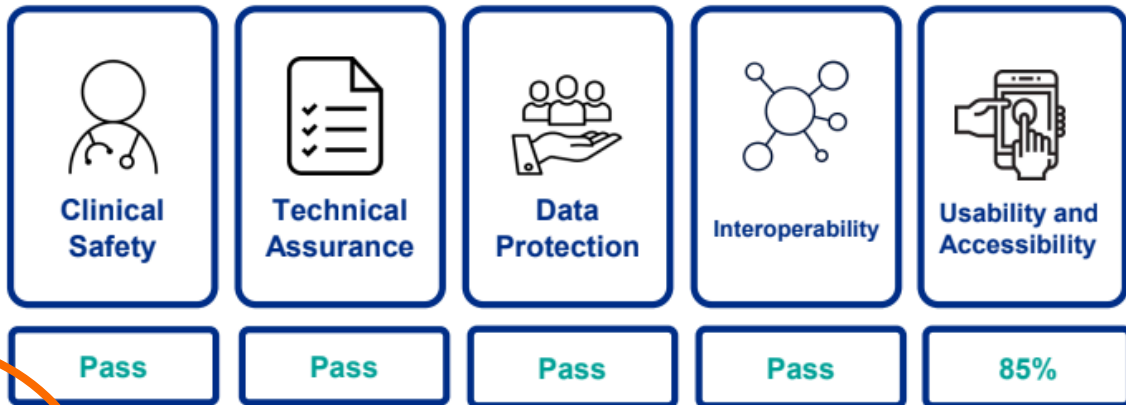 Clinical
Safety
Technical
Assurance
Data
Protection
Interoperability
Usability and
Accessibility
Pass
Pass
Pass
Pass
85%